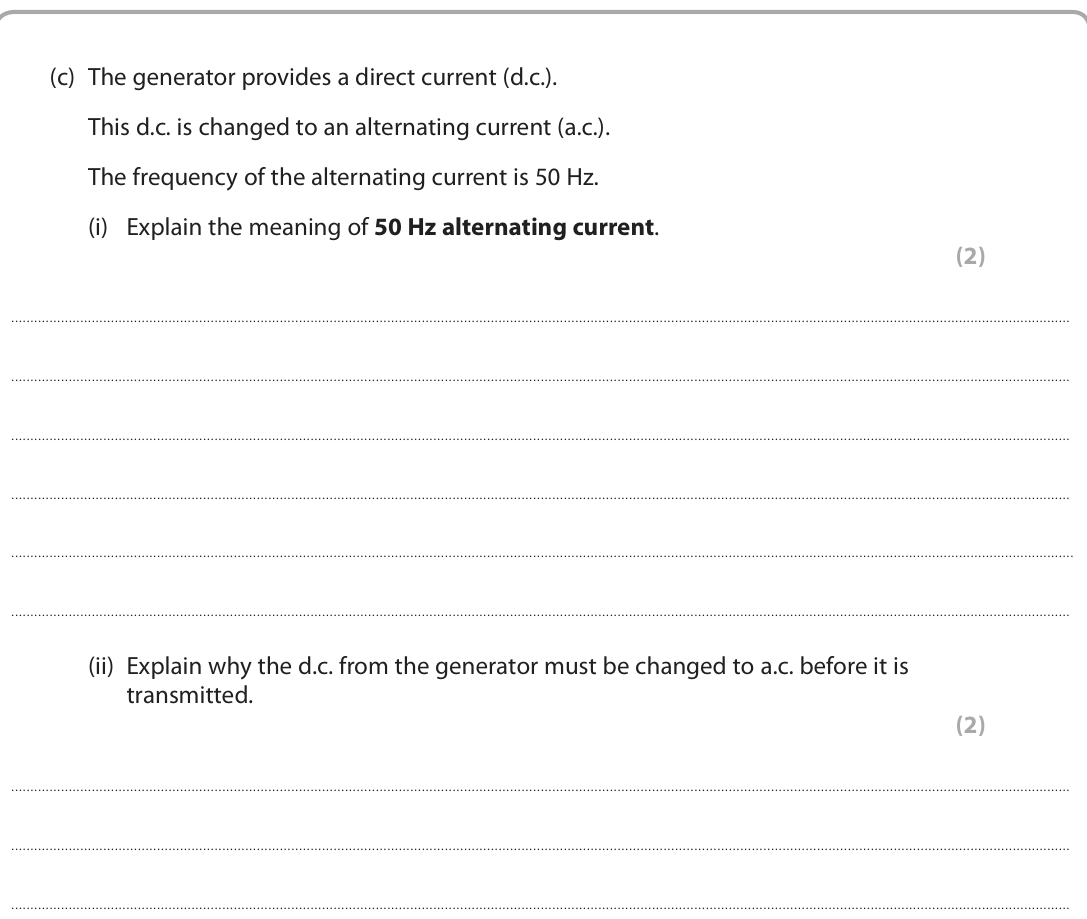 (c) The generator provides a direct current (d.c.).
This d.c. is changed to an alternating current (a.c.).
The frequency of the alternating current is 50 Hz.
(i) Explain the meaning of 50 Hz alternating current.
(2)
(ii) Explain why the d.c. from the generator must be changed to a.c. before it is
transmitted.
(2)